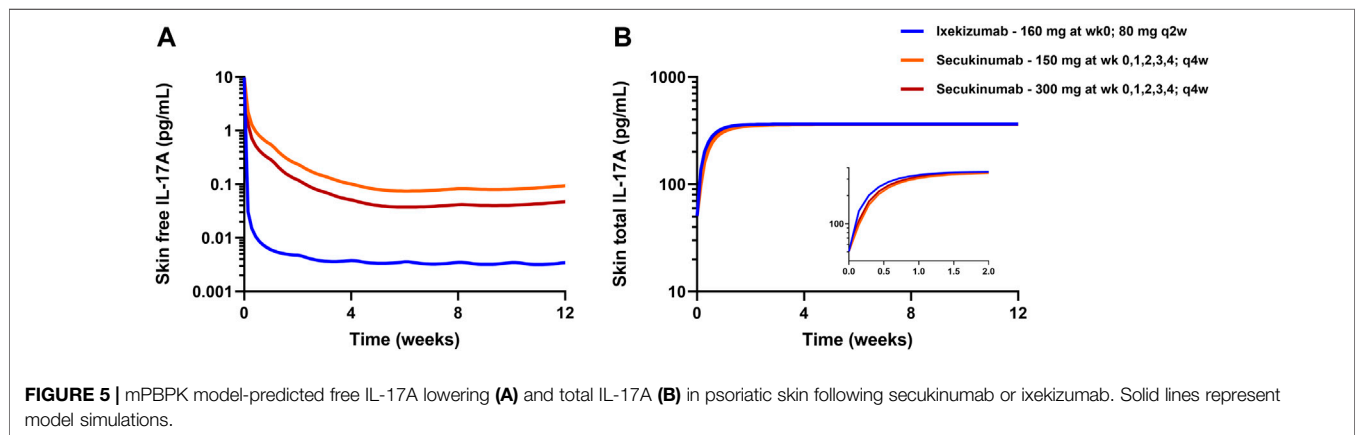 A
B
Ixekizumab - 160 mg at wk0; 80 mg q2w
Secukinumab - 150 mg at wk 0,1,2,3,4; q4w
Secukinumab - 300 mg at wk 0,1,2,3,4; q4w
Skin free IL-17A (pg/mL)
10
1
0.1
0.01
0.001
0
4
8
12
Time (weeks)
Skin total IL-17A (pg/mL)
1000
100
10
0
4
8
12
Time (weeks)
100
0.0
0.5
1.0
1.5
2.0
FIGURE 5 | mPBPK model-predicted free IL-17A lowering (A) and total IL-17A (B) in psoriatic skin following secukinumab or ixekizumab. Solid lines represent
model simulations.